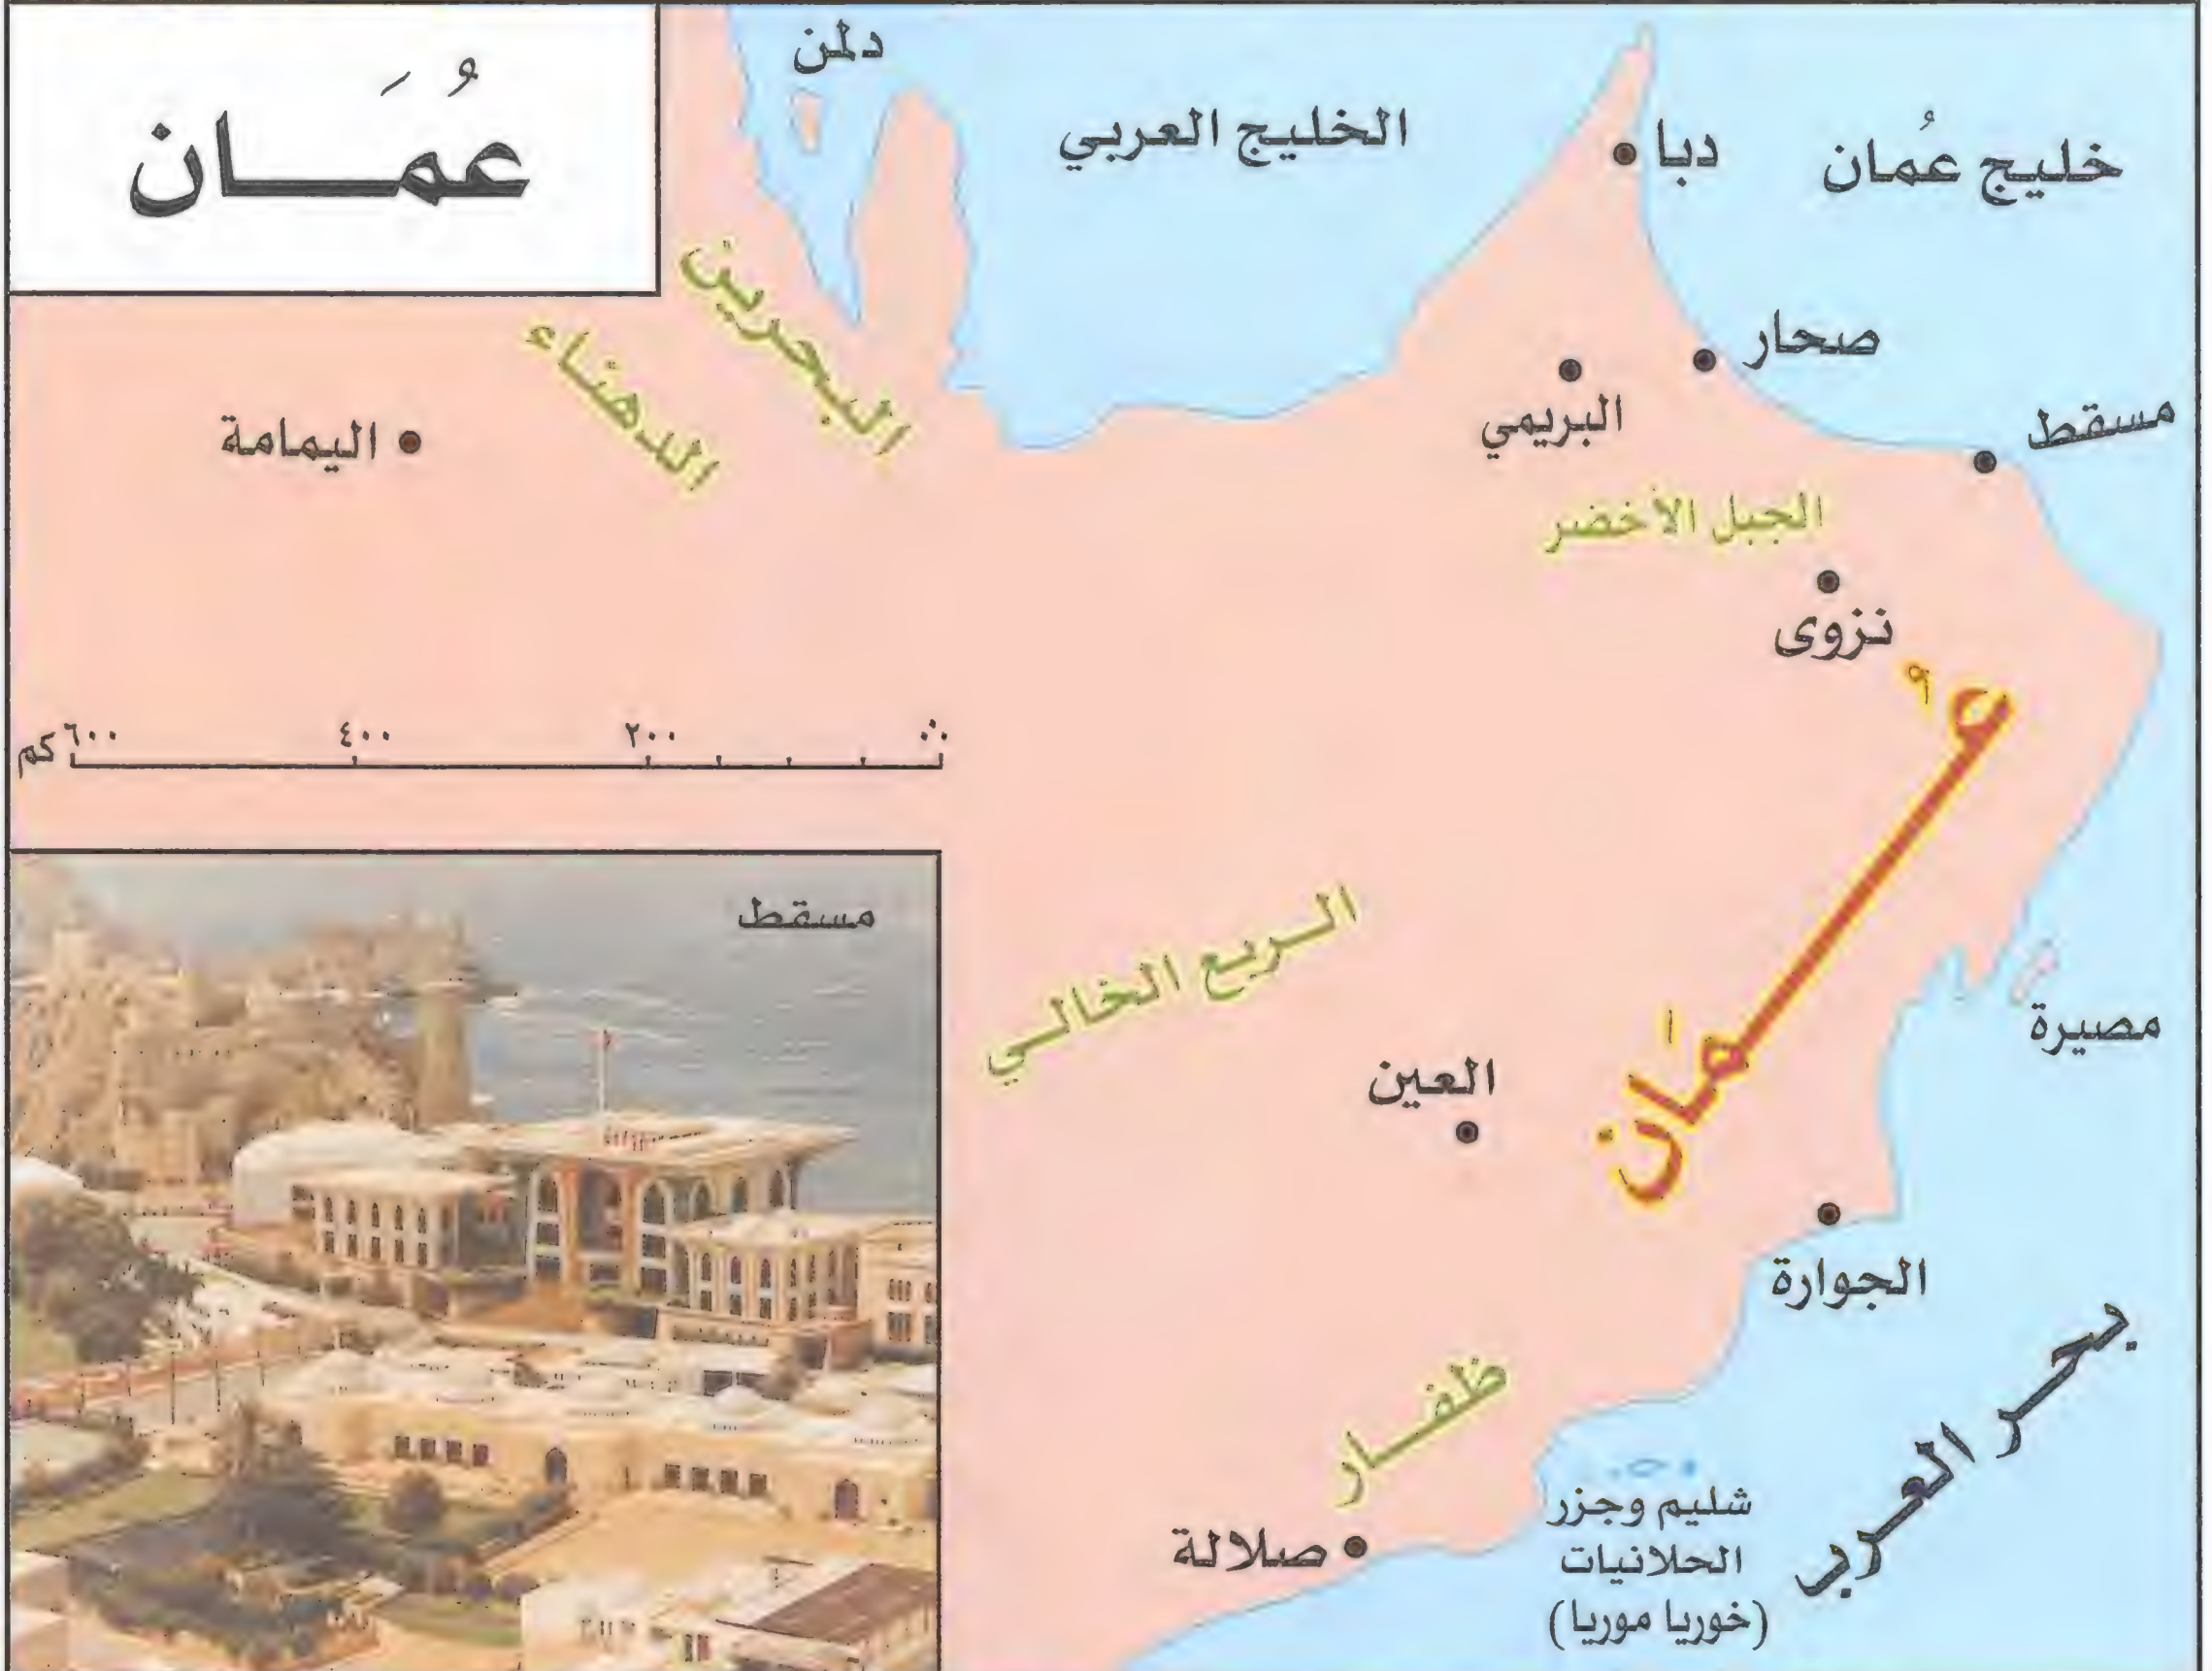 عُمَــان
دلمن
الخليج العربي
دبا
خليج عُمان
صحار
البريمي
مسقط
البحرين
الدهناء
اليمامة
الجبل الأخضر
نزوى
٠ ٢٠٠ ٤٠٠ ٦٠٠ كم
عُمَان
مسقط
الربع الخالي
مصيرة
العين
الجوارة
ظفار
بحر العرب
صلالة
شليم وجزر
الحلانيات
(خوريا موريا)